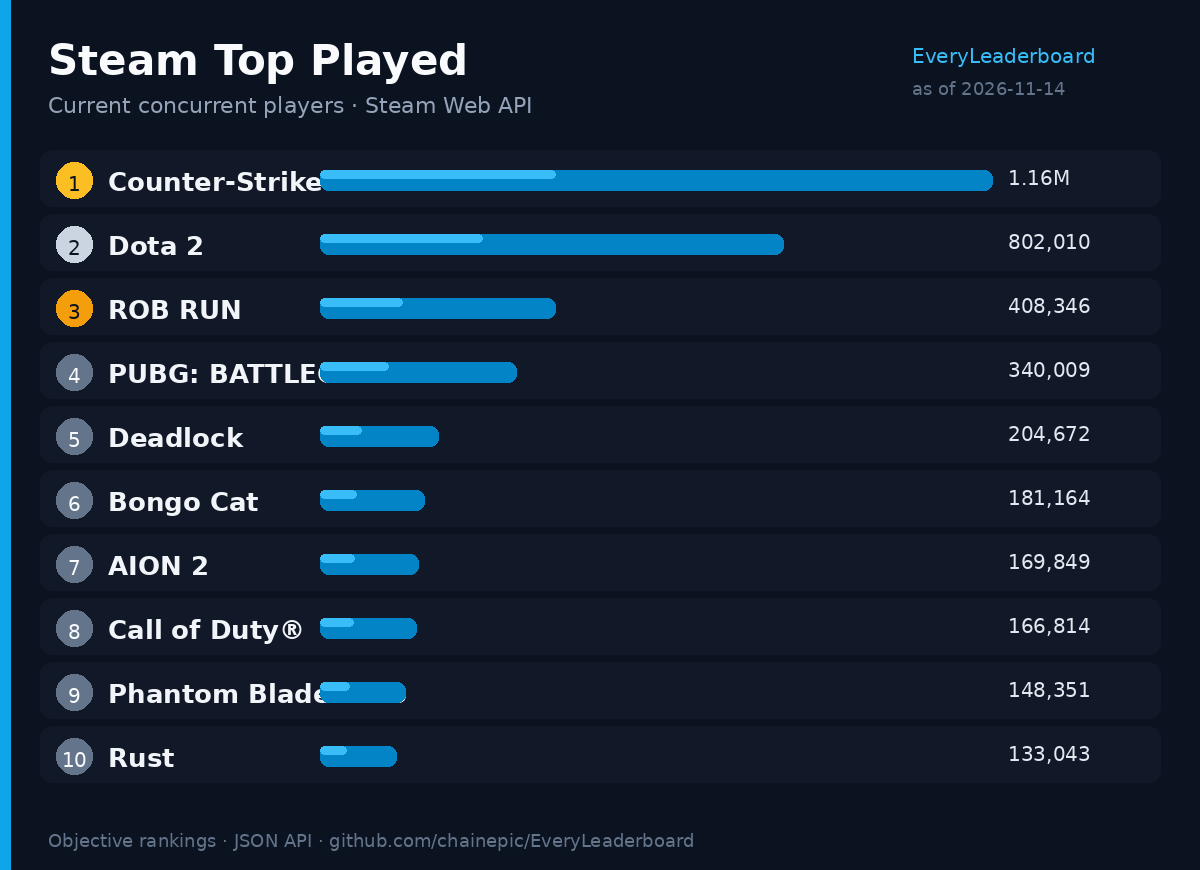 Steam Top Played
EveryLeaderboard
Current concurrent players · Steam Web API
as of 2026-11-14
1 Counter-Strike 1.16M
2 Dota 2 802,010
3 ROB RUN 408,346
4 PUBG: BATTLE 340,009
5 Deadlock 204,672
6 Bongo Cat 181,164
7 AION 2 169,849
8 Call of Duty® 166,814
9 Phantom Blade 148,351
10 Rust 133,043
Objective rankings · JSON API · github.com/chainepic/EveryLeaderboard